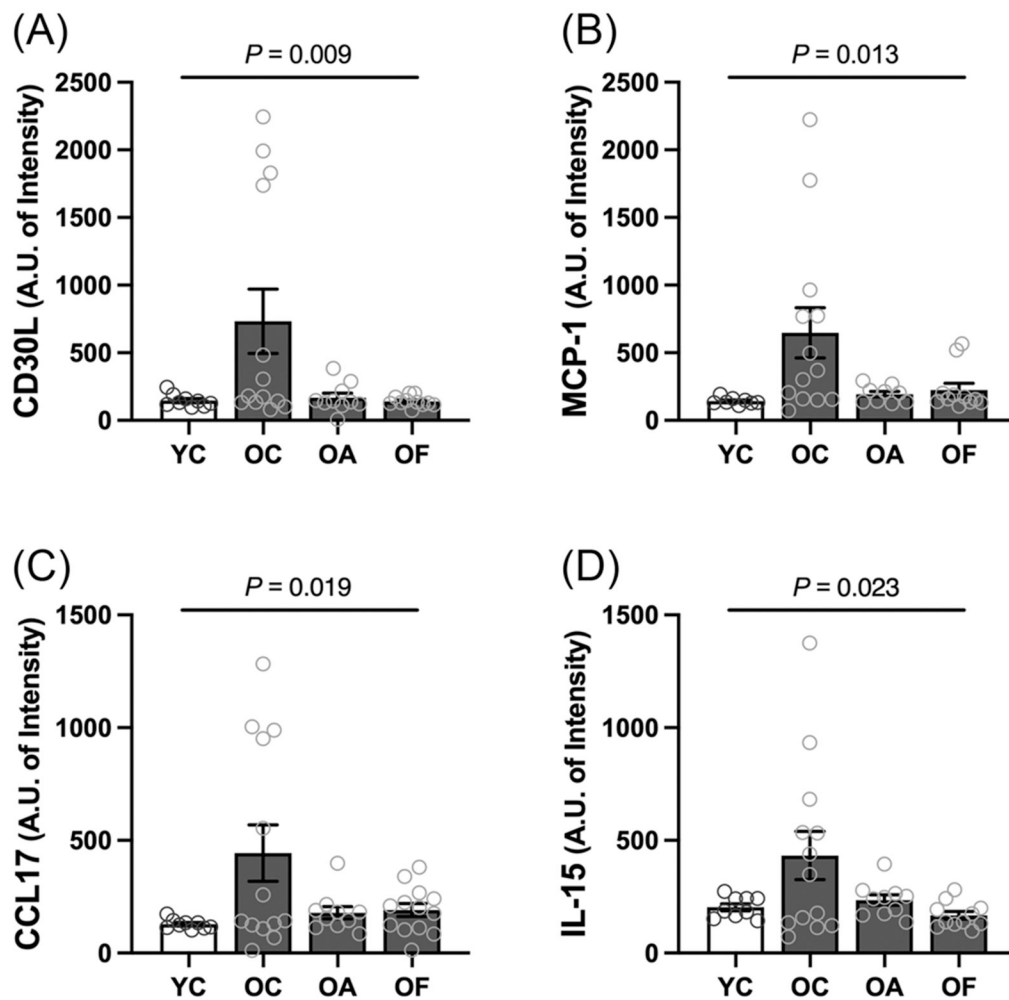 (A)
P = 0.009
2500
2000
1500
1000
500
0
CD30L (A.U. of Intensity)
YC OC OA OF
(B)
P = 0.013
2500
2000
1500
1000
500
0
MCP-1 (A.U. of Intensity)
YC OC OA OF
(C)
P = 0.019
1500
1000
500
0
CCL17 (A.U. of Intensity)
YC OC OA OF
(D)
P = 0.023
1500
1000
500
0
IL-15 (A.U. of Intensity)
YC OC OA OF